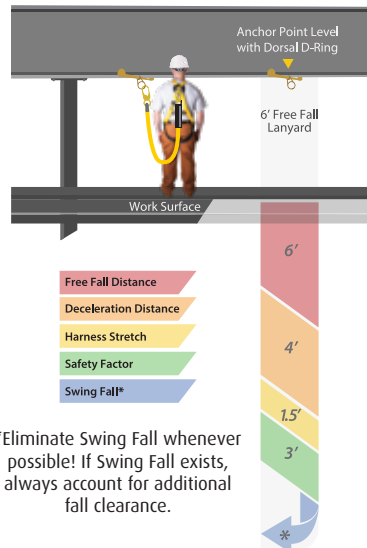 Anchor Point Level
with Dorsal D-Ring
6' Free Fall
Lanyard
Work Surface
6'
Free Fall Distance
Deceleration Distance
4'
Harness Stretch
Safety Factor
1.5'
Swing Fall*
3'
*Eliminate Swing Fall whenever
possible! If Swing Fall exists,
always account for additional
fall clearance.
*